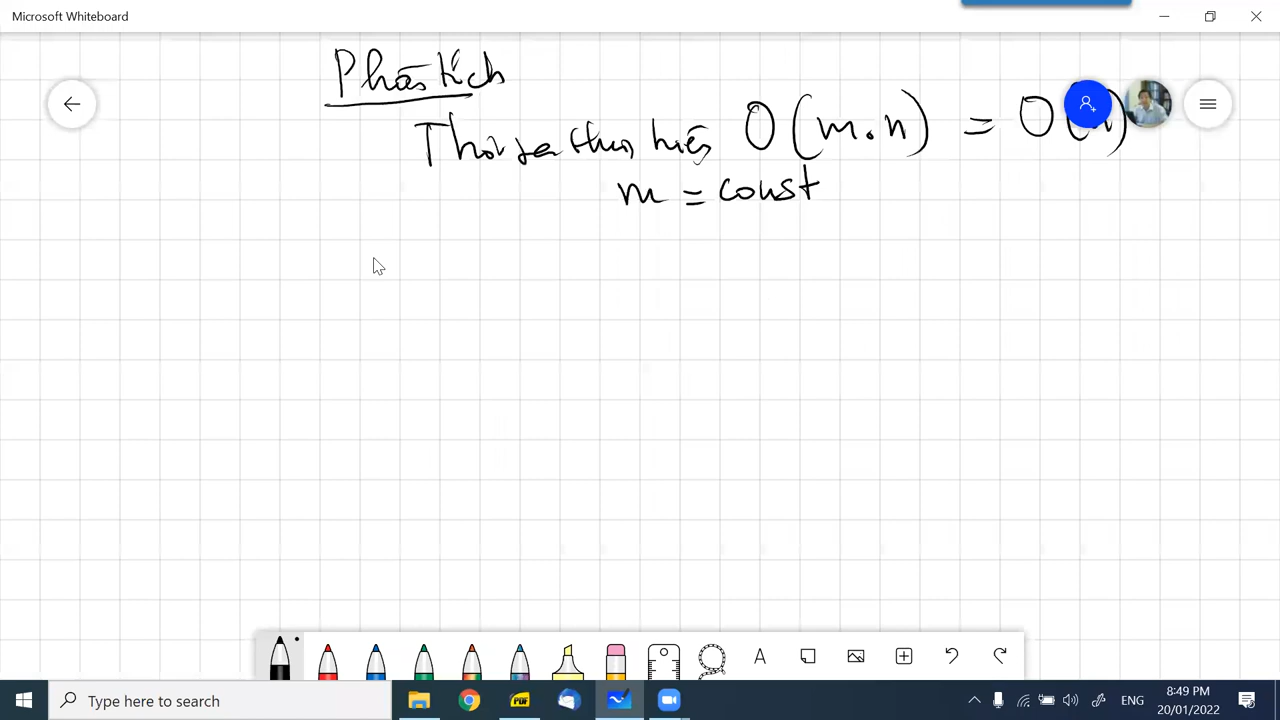 Microsoft Whiteboard
Phân tích
Thời gian thực hiện O(m.n) = O(n)
m = const
Type here to search
PDF
ENG
8:49 PM
20/01/2022